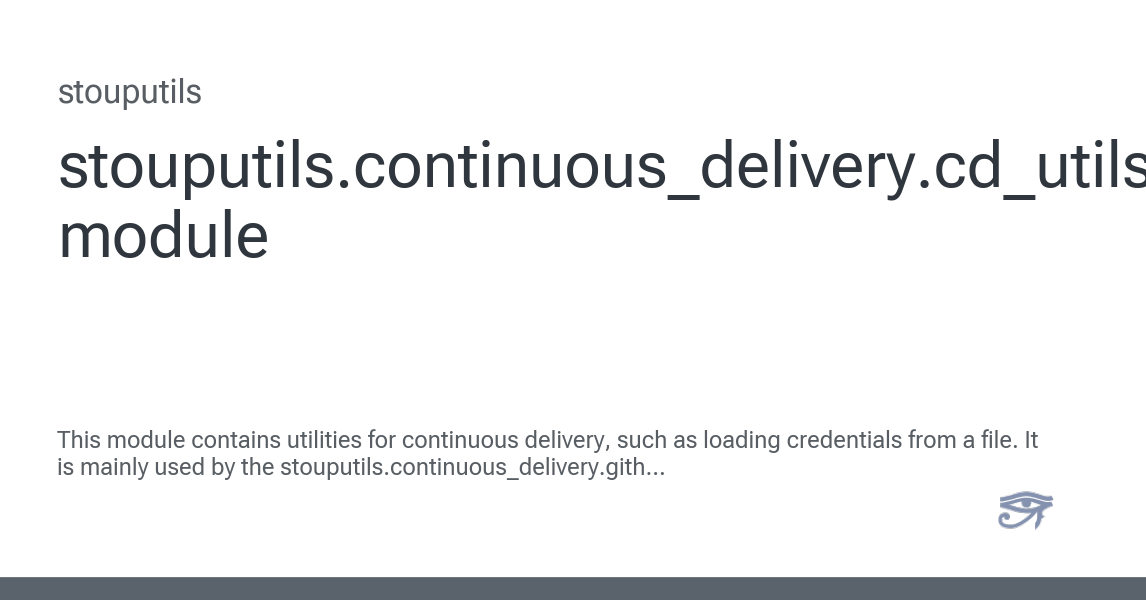 stouputils
stouputils.continuous_delivery.cd_utils
module
This module contains utilities for continuous delivery, such as loading credentials from a file. It
is mainly used by the stouputils.continuous_delivery.gith...